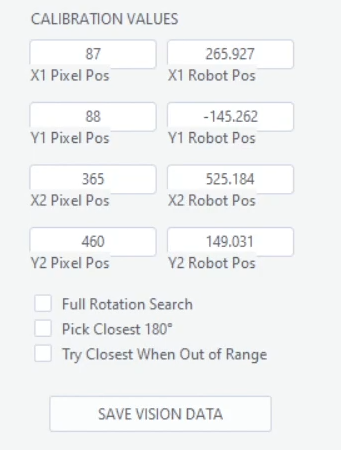 CALIBRATION VALUES
87 265.927
X1 Pixel Pos X1 Robot Pos
88 -145.262
Y1 Pixel Pos Y1 Robot Pos
365 525.184
X2 Pixel Pos X2 Robot Pos
460 149.031
Y2 Pixel Pos Y2 Robot Pos
Full Rotation Search
Pick Closest 180°
Try Closest When Out of Range
SAVE VISION DATA